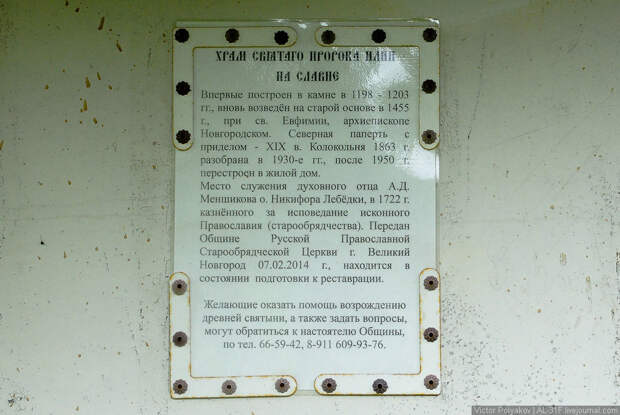 ХРАМ СВЯТАГО ПРОРОКА ИЛИИ
НА СЛАВНЕ
Впервые построен в камне в 1198 - 1203
гг., вновь возведён на старой основе в 1455
г., при св. Евфимии, архиепископе
Новгородском. Северная паперть с
приделом - XIX в. Колокольня 1863 г.
разобрана в 1930-е гг., после 1950 г.
перестроен в жилой дом.
Место служения духовного отца А.Д.
Меншикова о. Никифора Лебёдки, в 1722 г.
казнённого за исповедание исконного
Православия (старообрядчества). Передан
Общине Русской Православной
Старообрядческой Церкви г. Великий
Новгород 07.02.2014 г., находится в
состоянии подготовки к реставрации.
Желающие оказать помощь возрождению
древней святыни, а также задать вопросы,
могут обратиться к настоятелю Общины,
по тел. 66-59-42, 8-911 609-93-76.
Victor Polyakov | AL-31F.livejournal.com